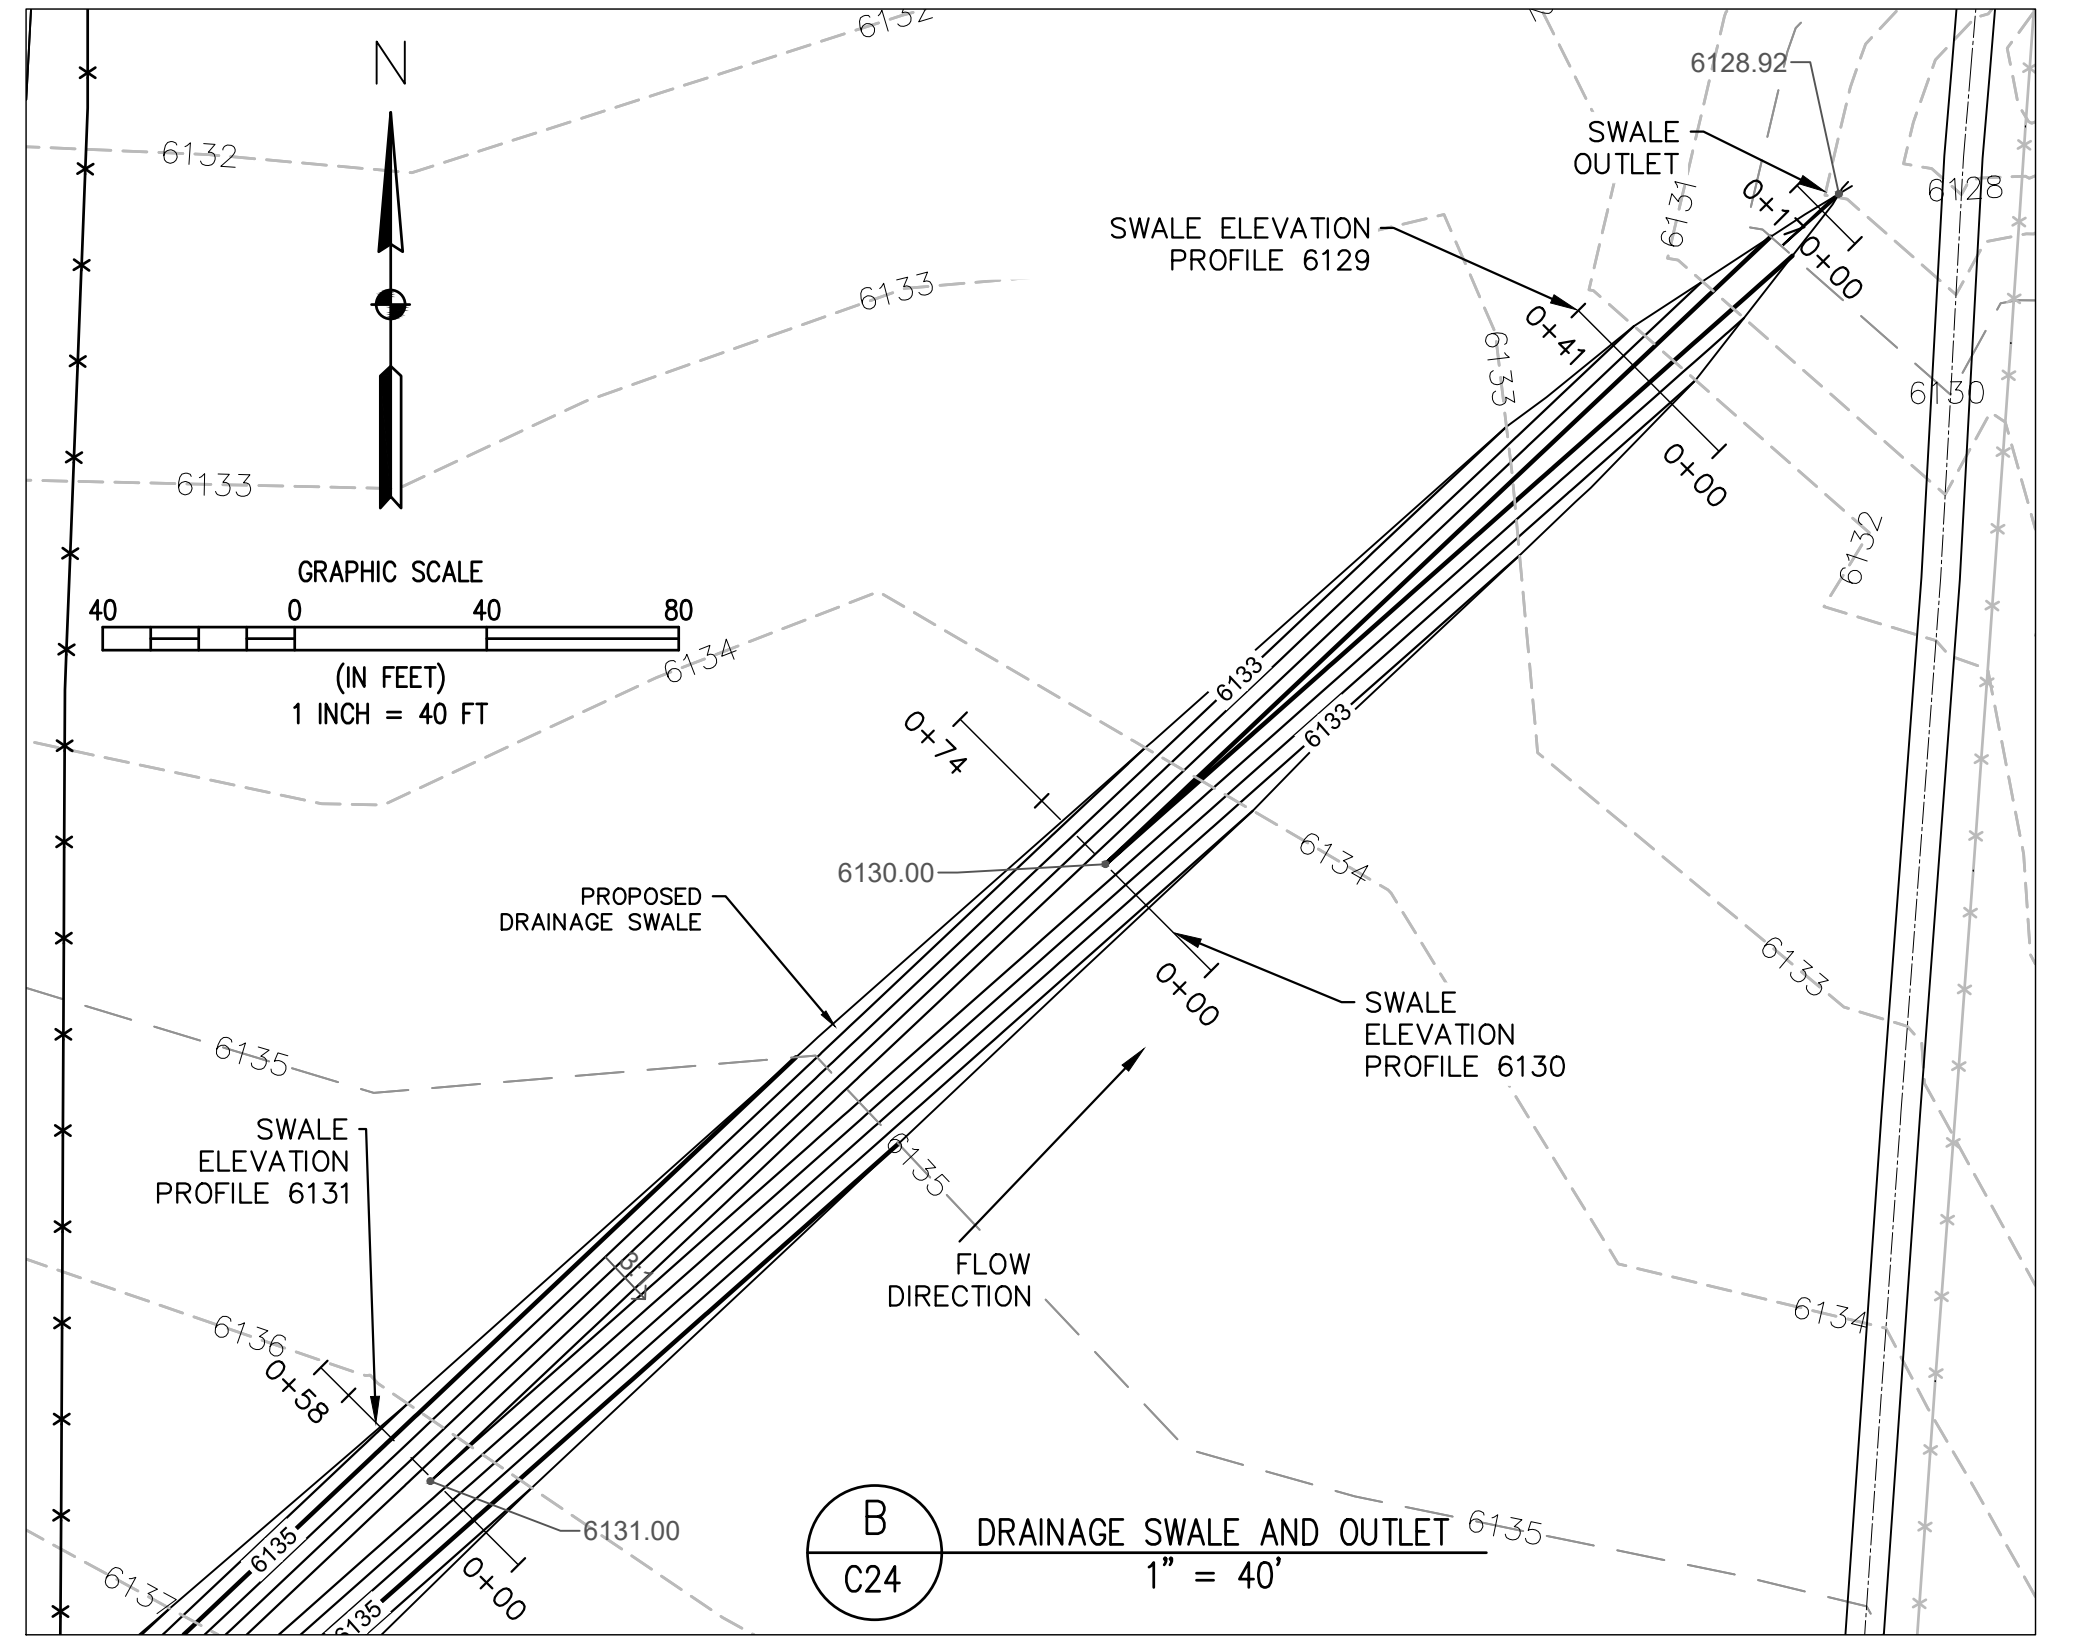 6132
N
6128.92
SWALE
OUTLET
6132
6131
6128
0+17
0+00
SWALE ELEVATION
PROFILE 6129
6133
0+41
6133
6130
6133
0+00
6132
GRAPHIC SCALE
40 0 40 80
(IN FEET)
1 INCH = 40 FT
6134
6133
6133
0+74
6134
6130.00
PROPOSED
DRAINAGE SWALE
6133
0+00
SWALE
ELEVATION
PROFILE 6130
6135
SWALE
ELEVATION
PROFILE 6131
6135
3:1
FLOW
DIRECTION
6134
6136
0+58
6135
6131.00
6135
6137
0+00
6135
B
C24
DRAINAGE SWALE AND OUTLET
1" = 40'